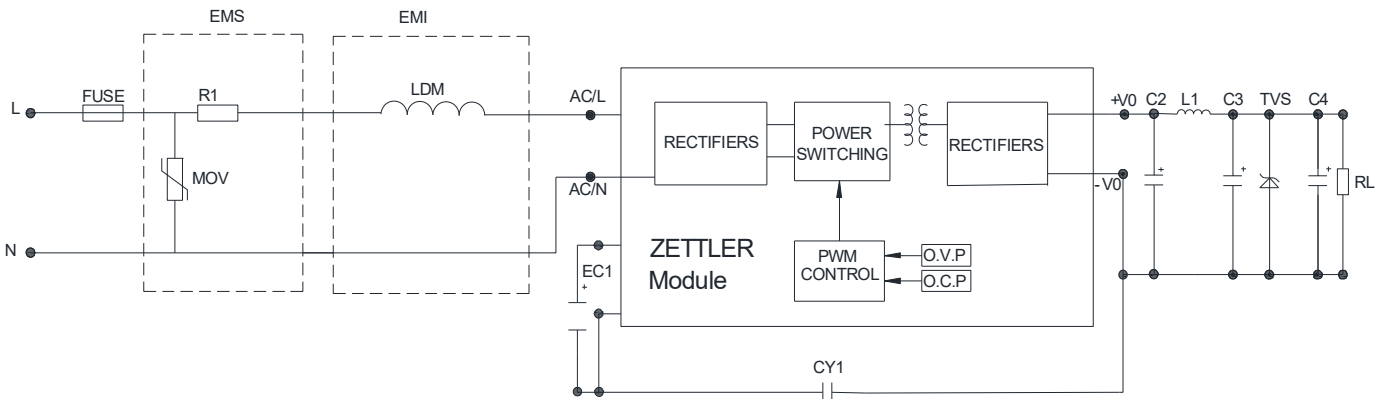 EMS
EMI
L
FUSE
R1
LDM
AC/L
MOV
AC/N
N
EC1
+
RECTIFIERS
POWER
SWITCHING
RECTIFIERS
ZETTLER
Module
PWM
CONTROL
O.V.P
O.C.P
+V0
C2
L1
C3
TVS
C4
-V0
+
+
+
RL
CY1